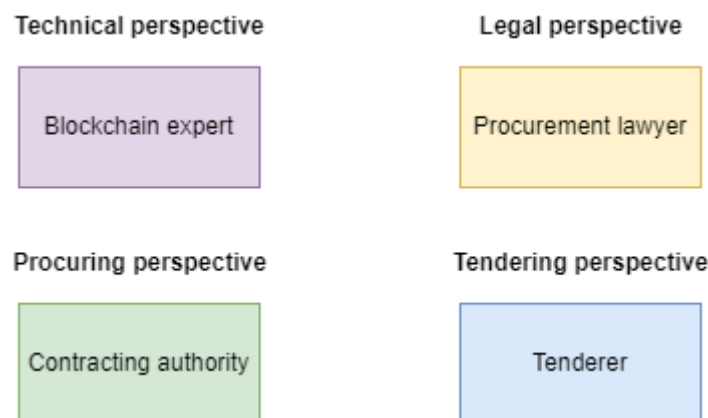 Technical perspective
Legal perspective
Blockchain expert
Procurement lawyer
Procuring perspective
Tendering perspective
Contracting authority
Tenderer